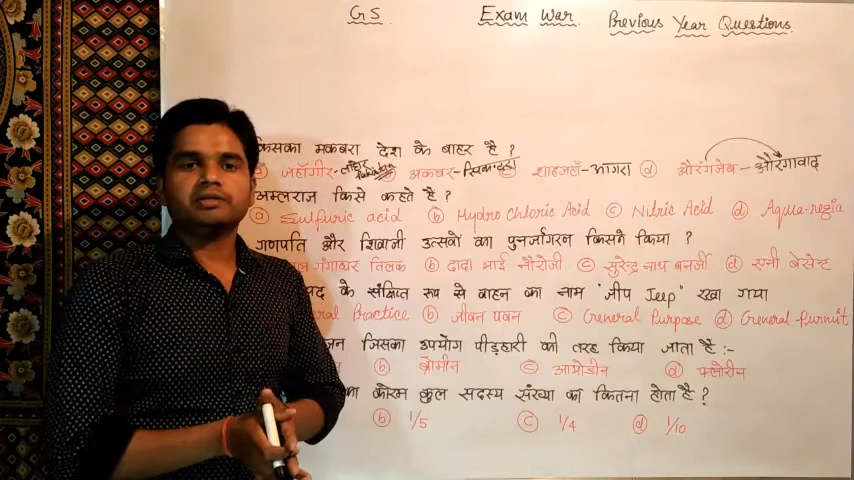 GS. Exam War. Previous Year Questions.
किसका मकबरा देश के बाहर है ?
जहाँगीर - लाहौर अकबर - सिकन्दरा शाहजहाँ - आगरा ⓓ औरंगजेब - औरंगाबाद
अम्लराज किसे कहते है ?
ⓐ Sulfuric acid ⓑ Hydro Chloric Acid ⓒ Nitric Acid ⓓ Aqua-regia
गणपति और शिवाजी उत्सवों का पुनर्जागरण किसने किया ?
गंगाधर तिलक ⓑ दादा भाई नौरोजी ⓒ सुरेन्द्र नाथ बनर्जी ⓓ एनी बेसेन्ट
के संक्षिप्त रूप से वाहन का नाम "जीप Jeep" रखा गया
Practice ⓑ जीवन पवन ⓒ General Purpose ⓓ General Purnuit
जिसका उपयोग पीड़हारी की तरह किया जाता है :-
ⓑ ब्रोमीन ⓒ आयोडीन ⓓ फ्लोरीन
कोरम कुल सदस्य संख्या का कितना होता है ?
ⓑ 1/5 ⓒ 1/4 ⓓ 1/10